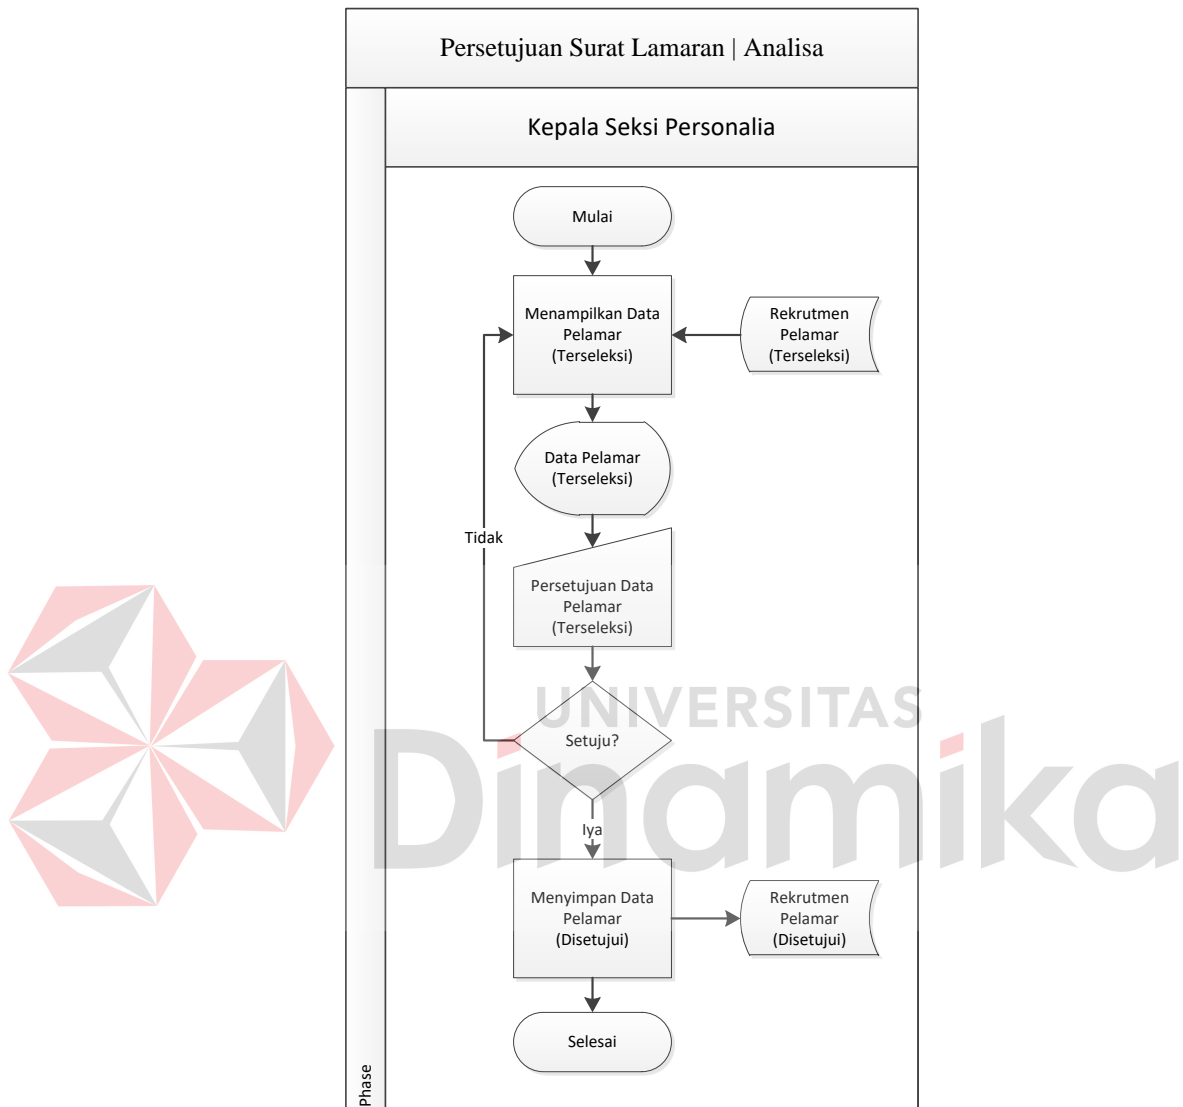 Persetujuan Surat Lamaran | Analisa
Kepala Seksi Personalia
Mulai
Menampilkan Data
Pelamar
(Terseleksi)
Rekrutmen
Pelamar
(Terseleksi)
Data Pelamar
(Terseleksi)
Tidak
Persetujuan Data
Pelamar
(Terseleksi)
UNIVERSITAS
Dinamika
Setuju?
Iya
Menyimpan Data
Pelamar
(Disetujui)
Rekrutmen
Pelamar
(Disetujui)
Selesai
Phase